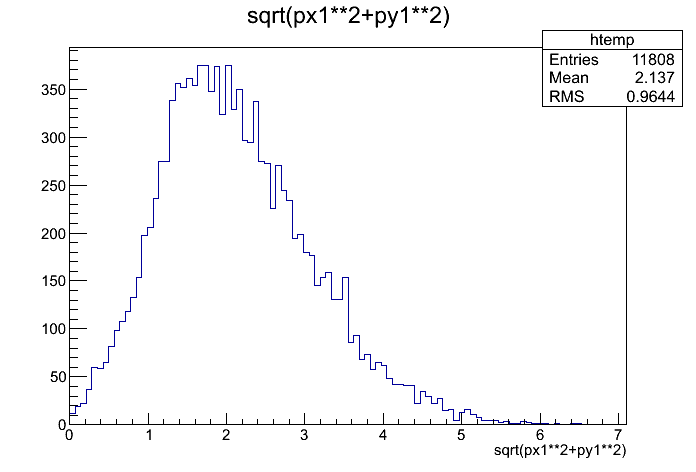 sqrt(px1**2+py1**2)
htemp
Entries 11808
Mean 2.137
RMS 0.9644
350
300
250
200
150
100
50
0
0 1 2 3 4 5 6 7
sqrt(px1**2+py1**2)